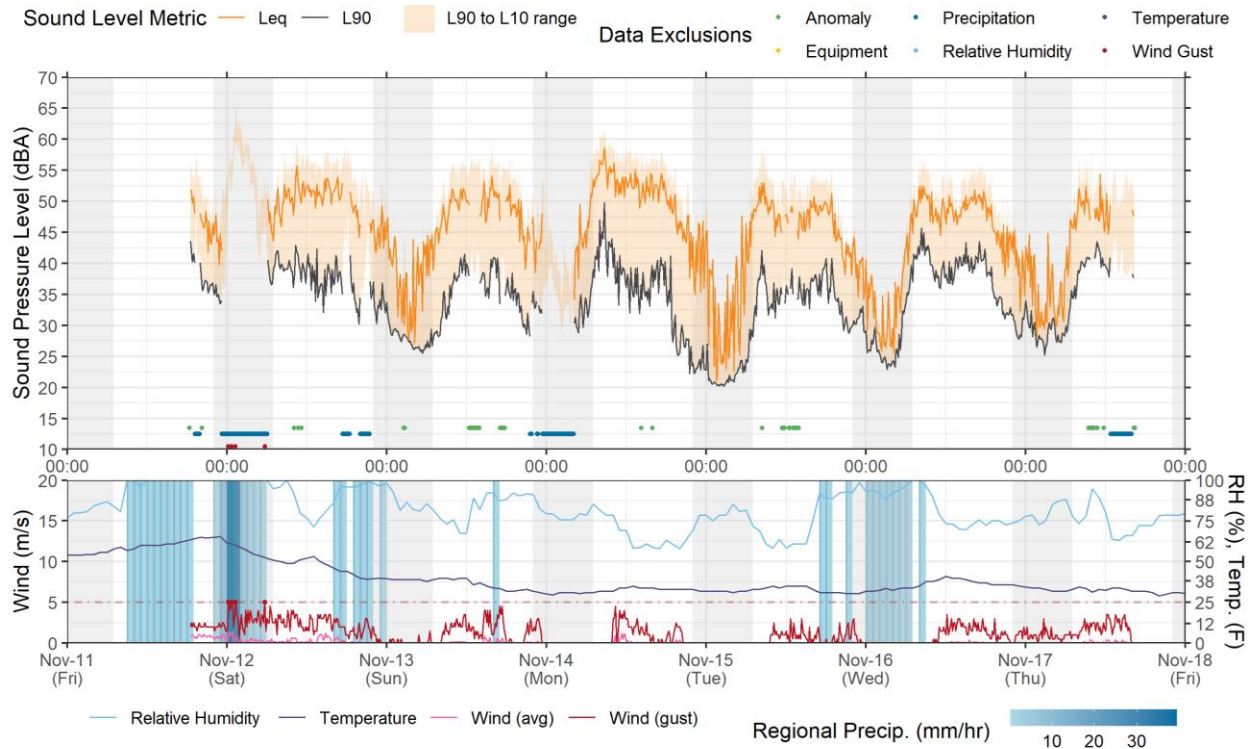 Sound Level Metric Leq L90 L90 to L10 range
Data Exclusions
Anomaly Precipitation Temperature
Equipment Relative Humidity Wind Gust
Sound Pressure Level (dBA)
70
65
60
55
50
45
40
35
30
25
20
15
10
00:00 00:00 00:00 00:00 00:00 00:00 00:00 00:00
Wind (m/s)
20
15
10
5
0
100
88
75
62
50
38
25
12
0
RH (%), Temp. (F)
Nov-11 Nov-12 Nov-13 Nov-14 Nov-15 Nov-16 Nov-17 Nov-18
(Fri) (Sat) (Sun) (Mon) (Tue) (Wed) (Thu) (Fri)
Relative Humidity Temperature Wind (avg) Wind (gust)
Regional Precip. (mm/hr)
10 20 30